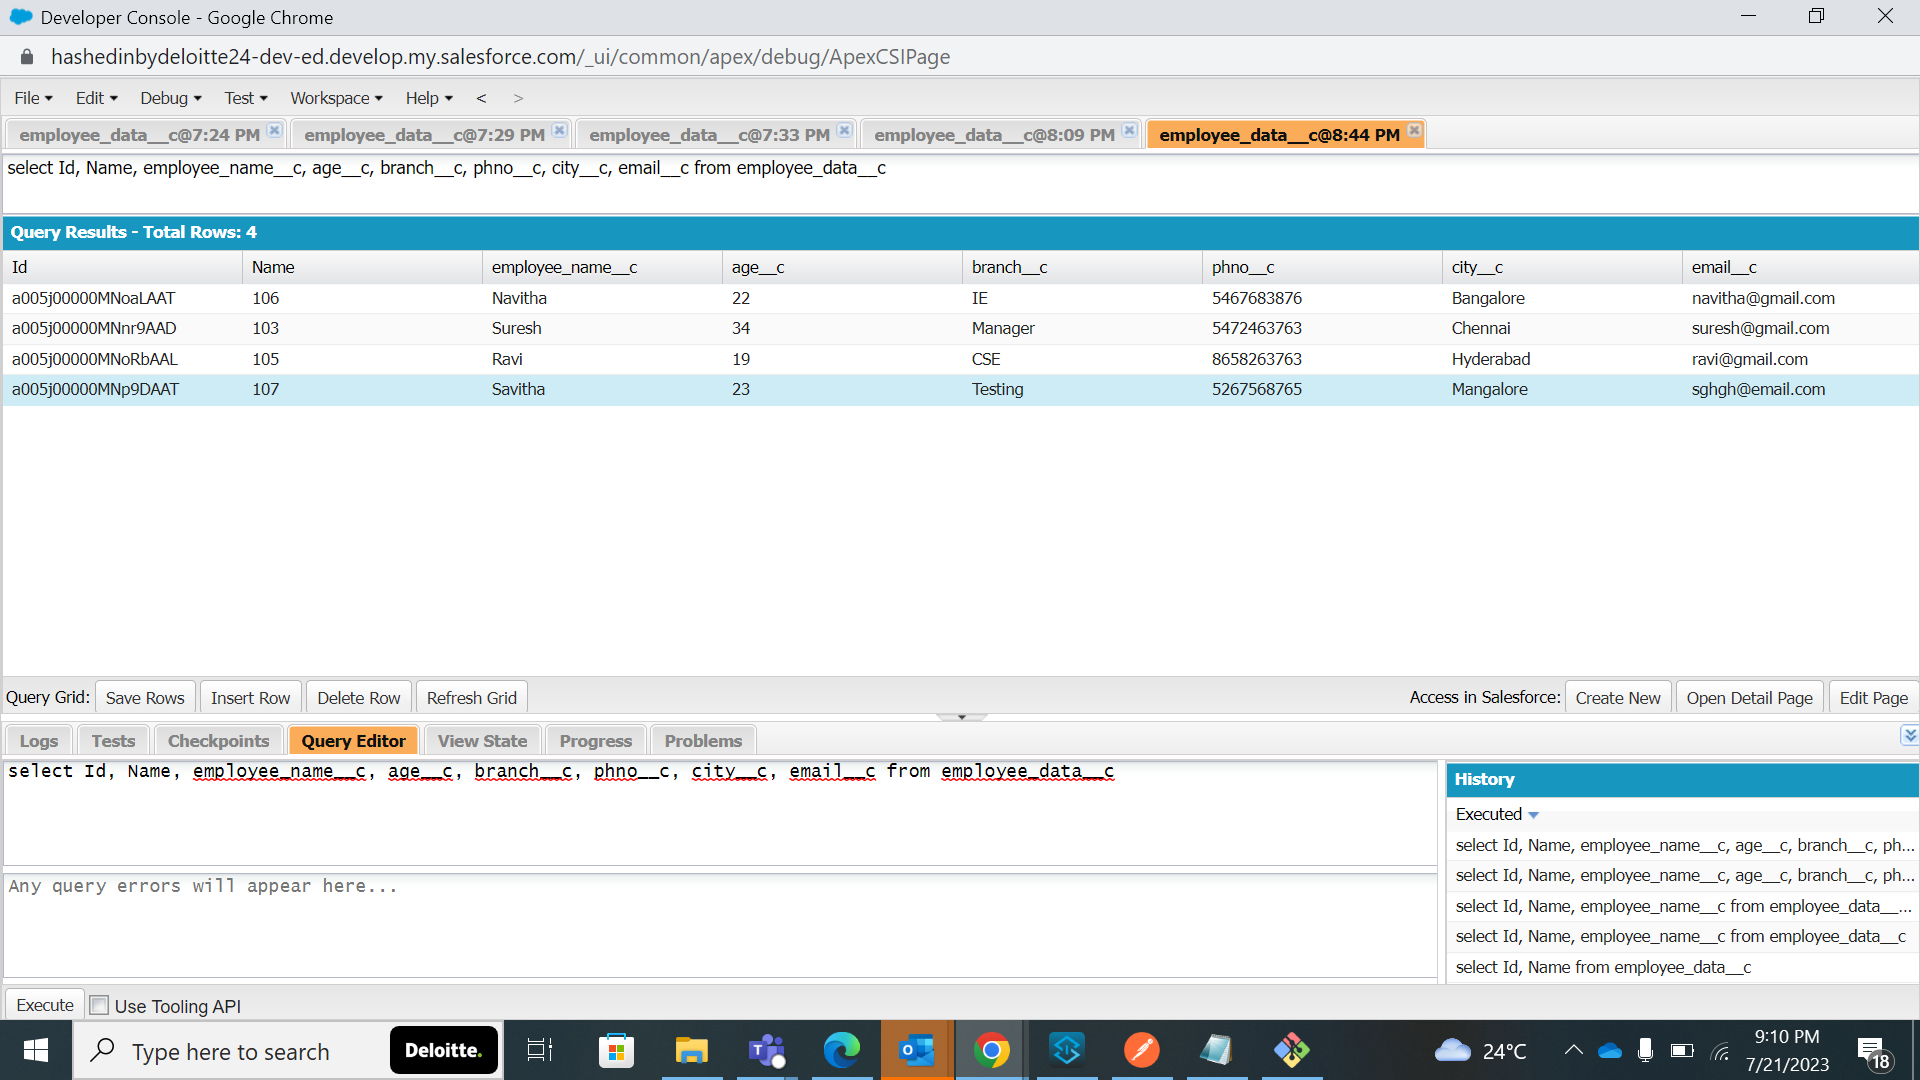 Developer Console - Google Chrome
hashedinbydeloitte24-dev-ed.develop.my.salesforce.com/_ui/common/apex/debug/ApexCSIPage
File Edit Debug Test Workspace Help < >
employee_data__c@7:24 PM employee_data__c@7:29 PM employee_data__c@7:33 PM employee_data__c@8:09 PM employee_data__c@8:44 PM
select Id, Name, employee_name__c, age__c, branch__c, phno__c, city__c, email__c from employee_data__c
Query Results - Total Rows: 4
Id Name employee_name__c age__c branch__c phno__c city__c email__c
a005j00000MNoaLAAT 106 Navitha 22 IE 5467683876 Bangalore navitha@gmail.com
a005j00000MNnr9AAD 103 Suresh 34 Manager 5472463763 Chennai suresh@gmail.com
a005j00000MNoRbAAL 105 Ravi 19 CSE 8658263763 Hyderabad ravi@gmail.com
a005j00000MNp9DAAT 107 Savitha 23 Testing 5267568765 Mangalore sghgh@email.com
Query Grid: Save Rows Insert Row Delete Row Refresh Grid Access in Salesforce: Create New Open Detail Page Edit Page
Logs Tests Checkpoints Query Editor View State Progress Problems
select Id, Name, employee_name__c, age__c, branch__c, phno__c, city__c, email__c from employee_data__c
Any query errors will appear here...
History
Executed
select Id, Name, employee_name__c, age__c, branch__c, ph...
select Id, Name, employee_name__c, age__c, branch__c, ph...
select Id, Name, employee_name__c from employee_data__...
select Id, Name, employee_name__c from employee_data__c
select Id, Name from employee_data__c
Execute Use Tooling API
Type here to search Deloitte. 24°C 9:10 PM
7/21/2023 18